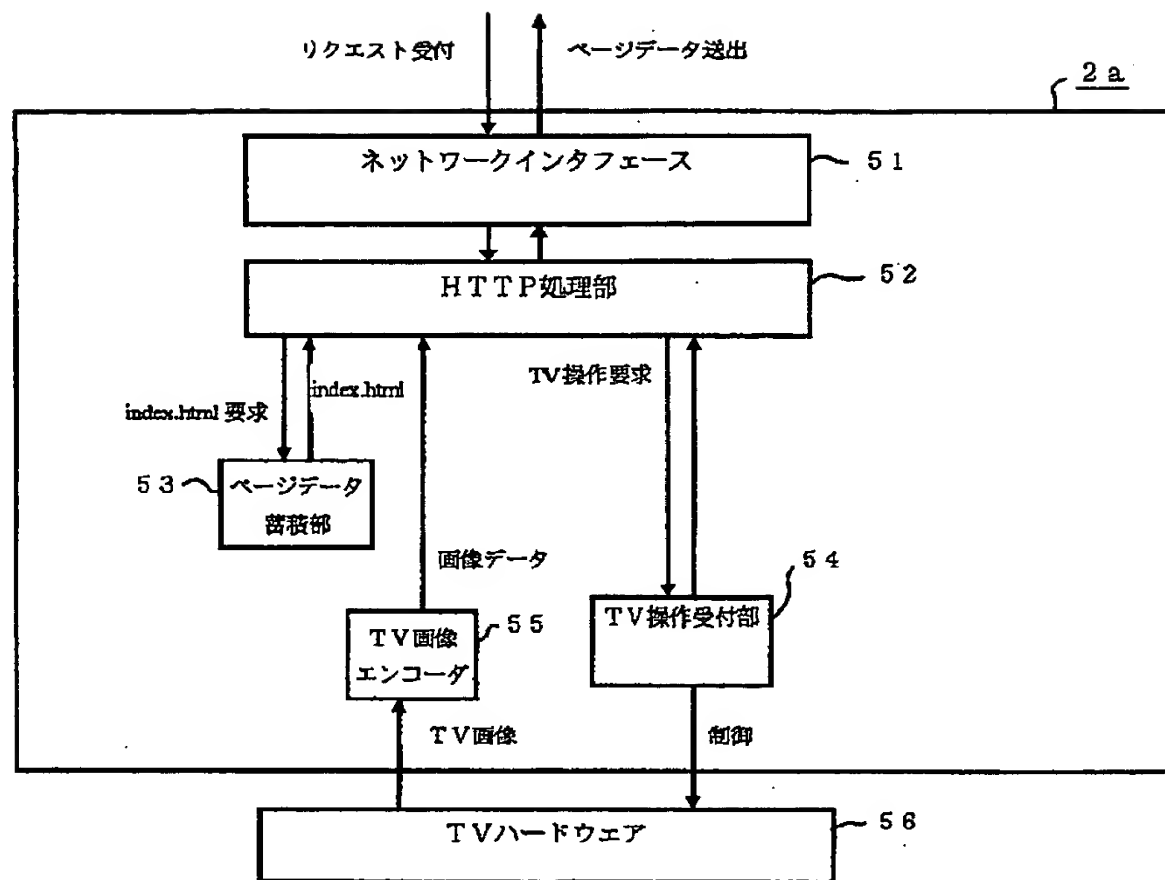 リクエスト受付
ページデータ送出
2a
ネットワークインタフェース
51
HTTP処理部
52
index.html
TV操作要求
index.html 要求
53
ページデータ
蓄積部
画像データ
54
TV画像
エンコーダ
55
TV操作受付部
TV画像
制御
TVハードウェア
56